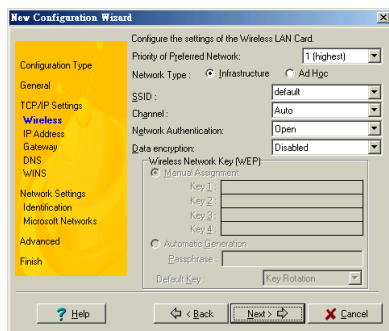 New Configuration Wizard
Configuration Type
General
TCP/IP Settings
Wireless
IP Address
Gateway
DNS
WINS
Network Settings
Identification
Microsoft Networks
Advanced
Finish
Configure the settings of the Wireless LAN Card.
Priority of Preferred Network: 1 (highest)
Network Type : Infrastructure Ad Hoc
SSID : default
Channel : Auto
Network Authentication: Open
Data encryption: Disabled
Wireless Network Key (WEP)
Manual Assignment
Key 1 :
Key 2 :
Key 3 :
Key 4 :
Automatic Generation
Passphrase :
Default Key : Key Rotation
? Help
< Back
Next >
Cancel